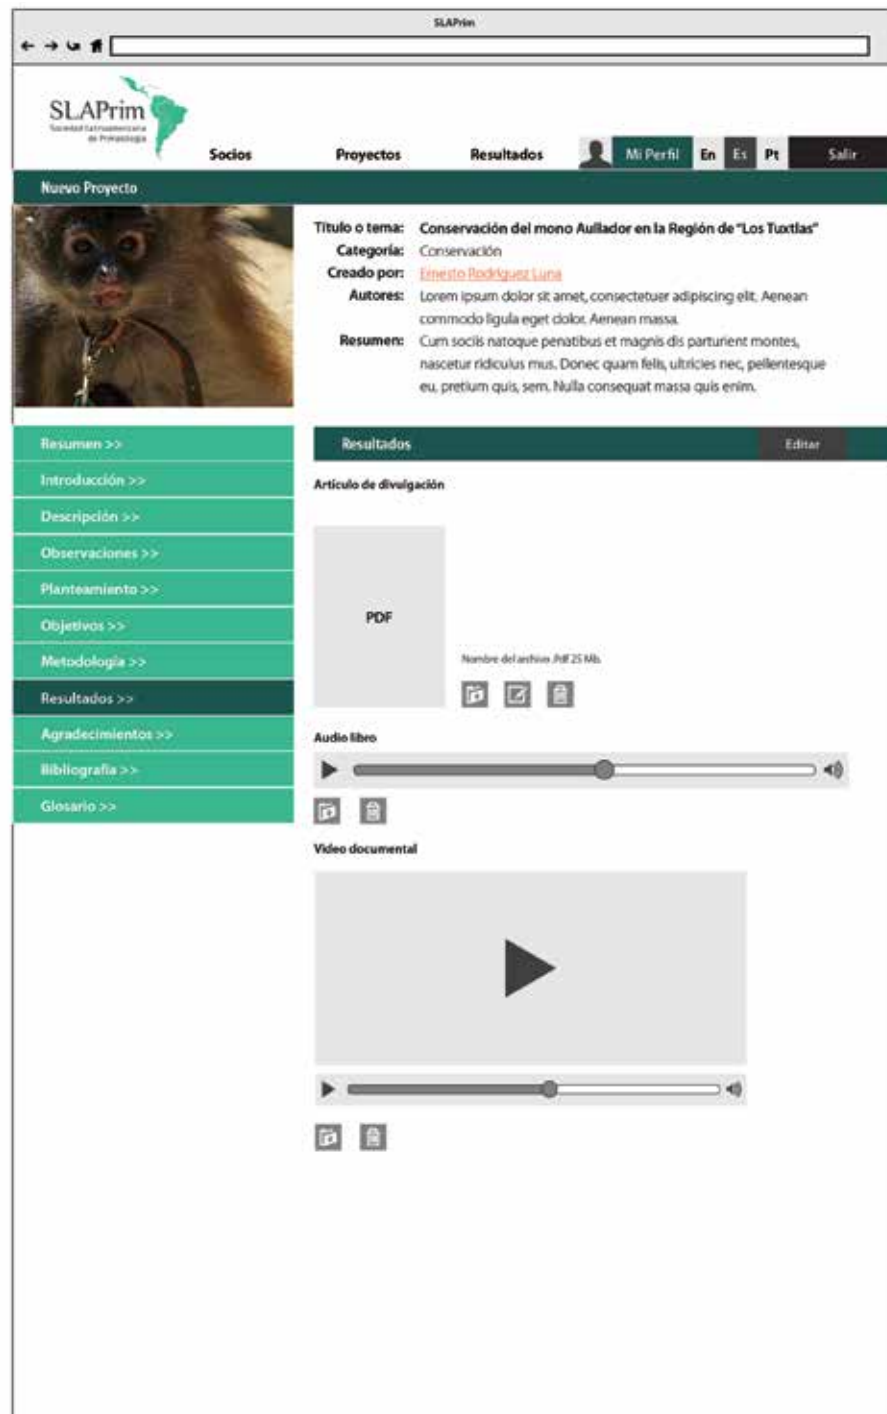 SLAPrim
SLAPrim
Sociedad Latinoamericana
de Primatología
Socios Proyectos Resultados Mi Perfil En Es Pt Salir
Nuevo Proyecto
Título o tema: Conservación del mono Aullador en la Región de “Los Tuxtlas”
Categoría: Conservación
Creado por: Ernesto Rodríguez Luna
Autores: Lorem ipsum dolor sit amet, consectetuer adipiscing elit. Aenean
commodo ligula eget dolor. Aenean massa.
Resumen: Cum sociis natoque penatibus et magnis dis parturient montes,
nascetur ridiculus mus. Donec quam felis, ultricies nec, pellentesque
eu, pretium quis, sem. Nulla consequat massa quis enim.
Resumen >>
Introducción >>
Descripción >>
Observaciones >>
Planteamiento >>
Objetivos >>
Metodología >>
Resultados >>
Agradecimientos >>
Bibliografía >>
Glosario >>
Resultados Editar
Artículo de divulgación
PDF
Nombre del archivo .Pdf 25 Mb.
Audio libro
Video documental